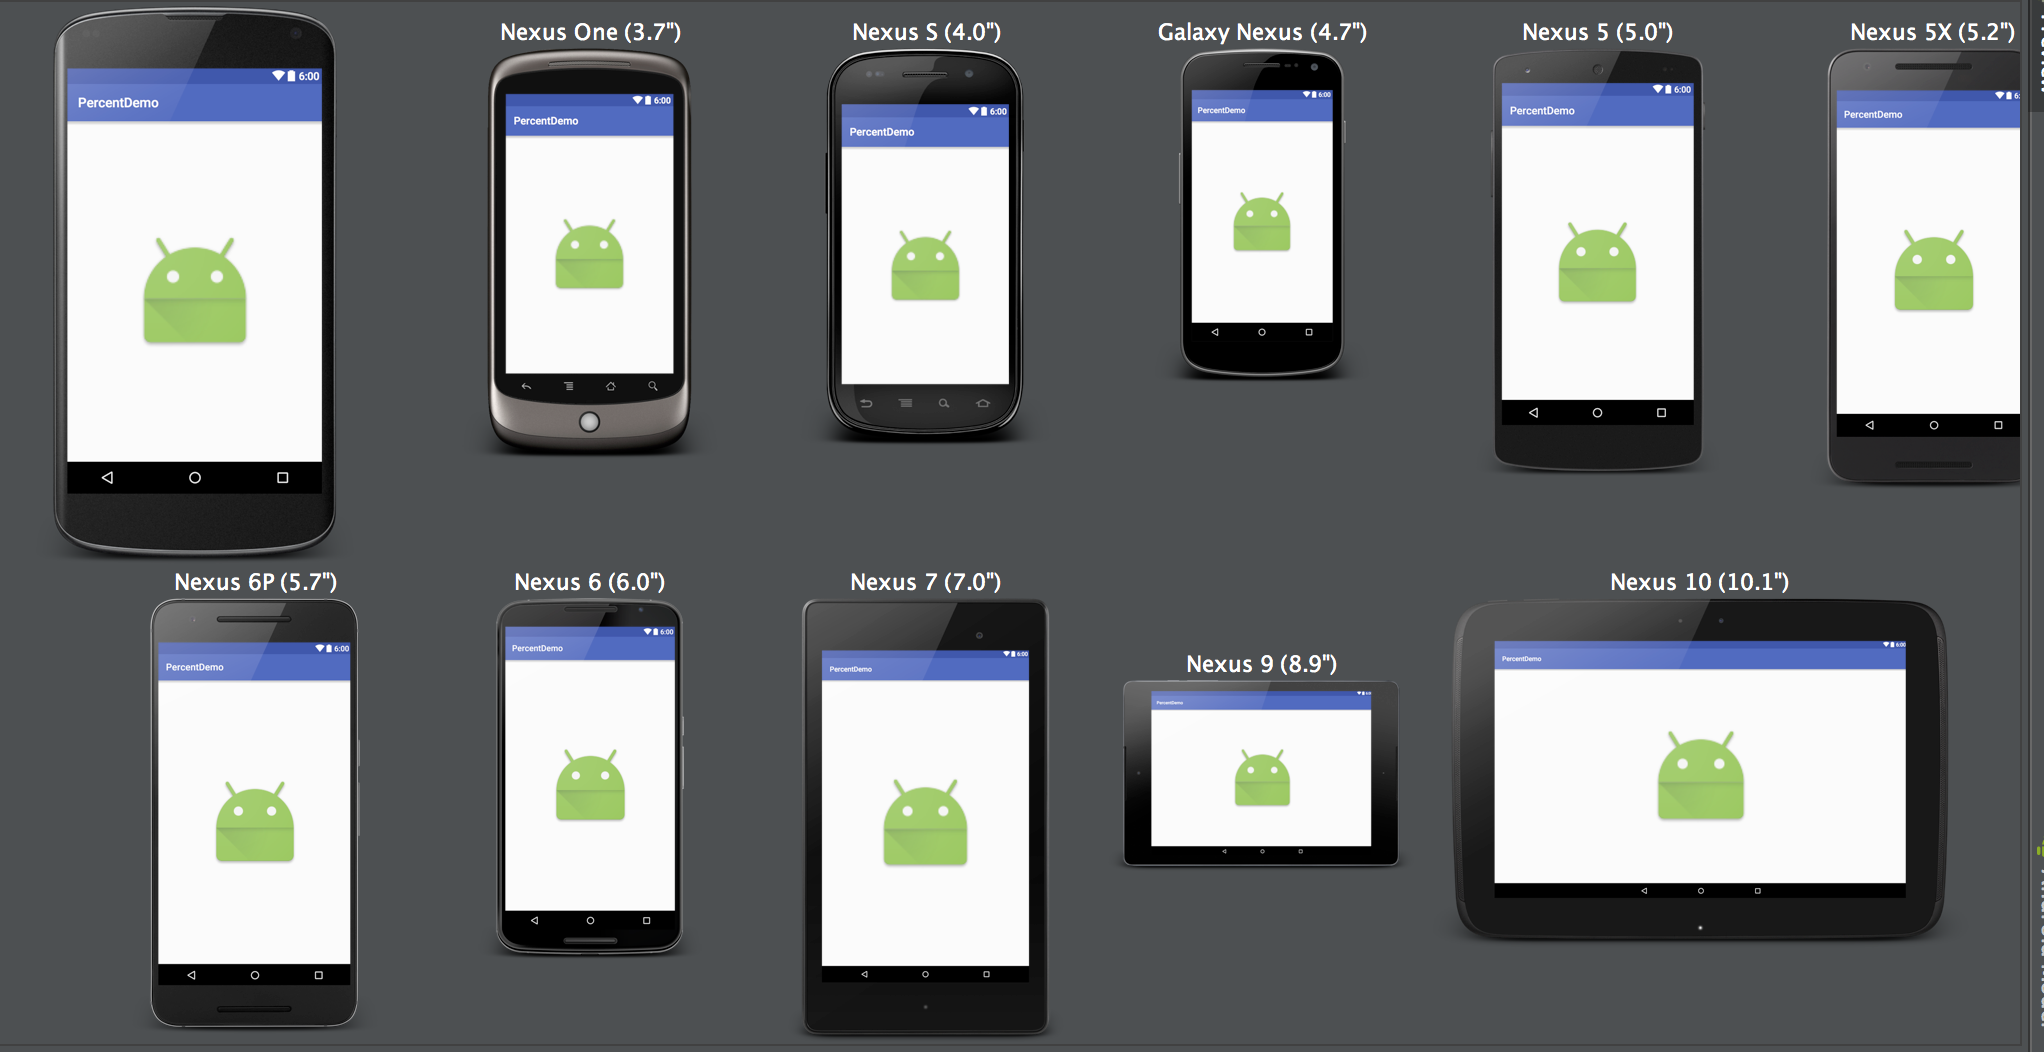 Nexus One (3.7")
Nexus S (4.0")
Galaxy Nexus (4.7")
Nexus 5 (5.0")
Nexus 5X (5.2")
6:00
PercentDemo
6:00
PercentDemo
6:00
PercentDemo
6:00
PercentDemo
6:00
PercentDemo
6:
PercentDemo
Nexus 6P (5.7")
Nexus 6 (6.0")
Nexus 7 (7.0")
Nexus 9 (8.9")
Nexus 10 (10.1")
6:00
PercentDemo
6:00
PercentDemo
6:00
PercentDemo
PercentDemo
6:00
PercentDemo